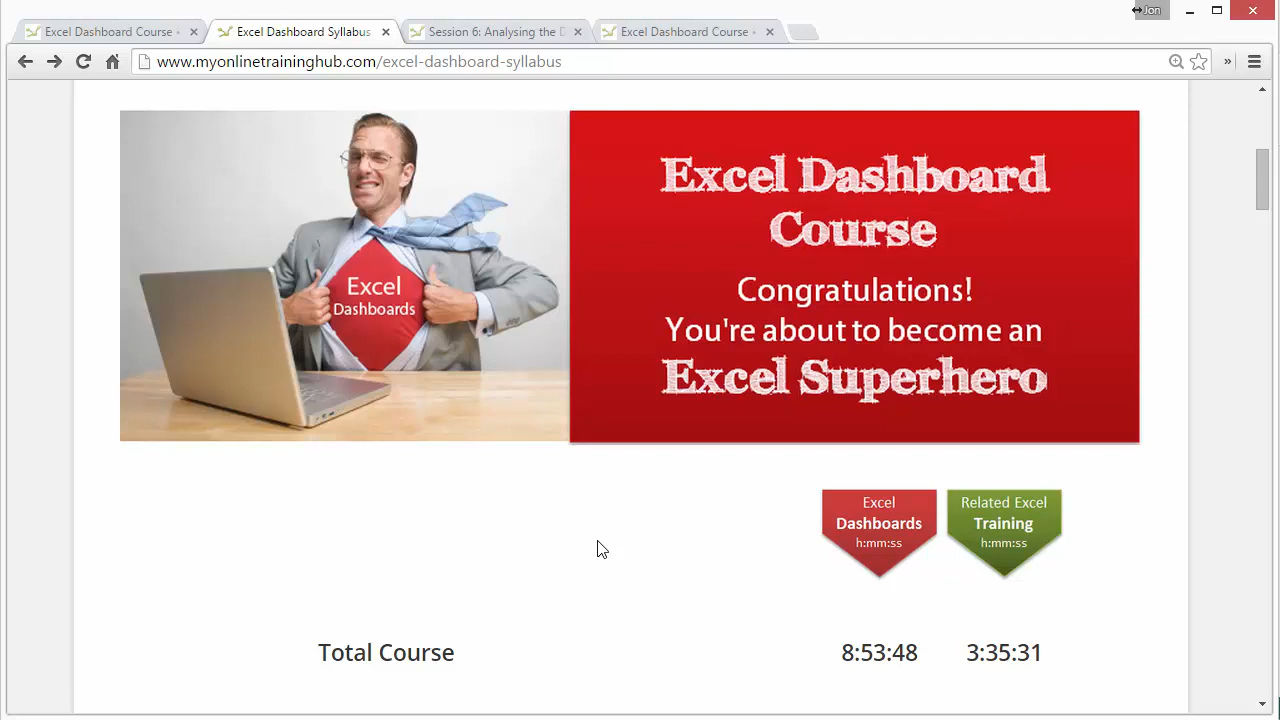 Jon
Excel Dashboard Course -
Excel Dashboard Syllabus
Session 6: Analysing the D
Excel Dashboard Course -
www.myonlinetraininghub.com/excel-dashboard-syllabus
Excel
Dashboards
Excel Dashboard
Course
Congratulations!
You're about to become an
Excel Superhero
Excel
Dashboards
h:mm:ss
Related Excel
Training
h:mm:ss
Total Course 8:53:48 3:35:31